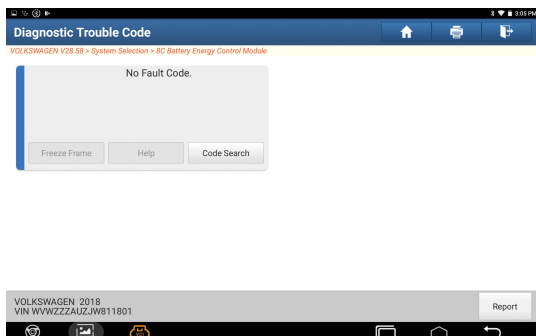 3:05 PM
Diagnostic Trouble Code
VOLKSWAGEN V28.58 > System Selection > 8C Battery Energy Control Module
No Fault Code.
Freeze Frame
Help
Code Search
VOLKSWAGEN 2018
VIN WVWZZZAUZJW811801
Report
VCI